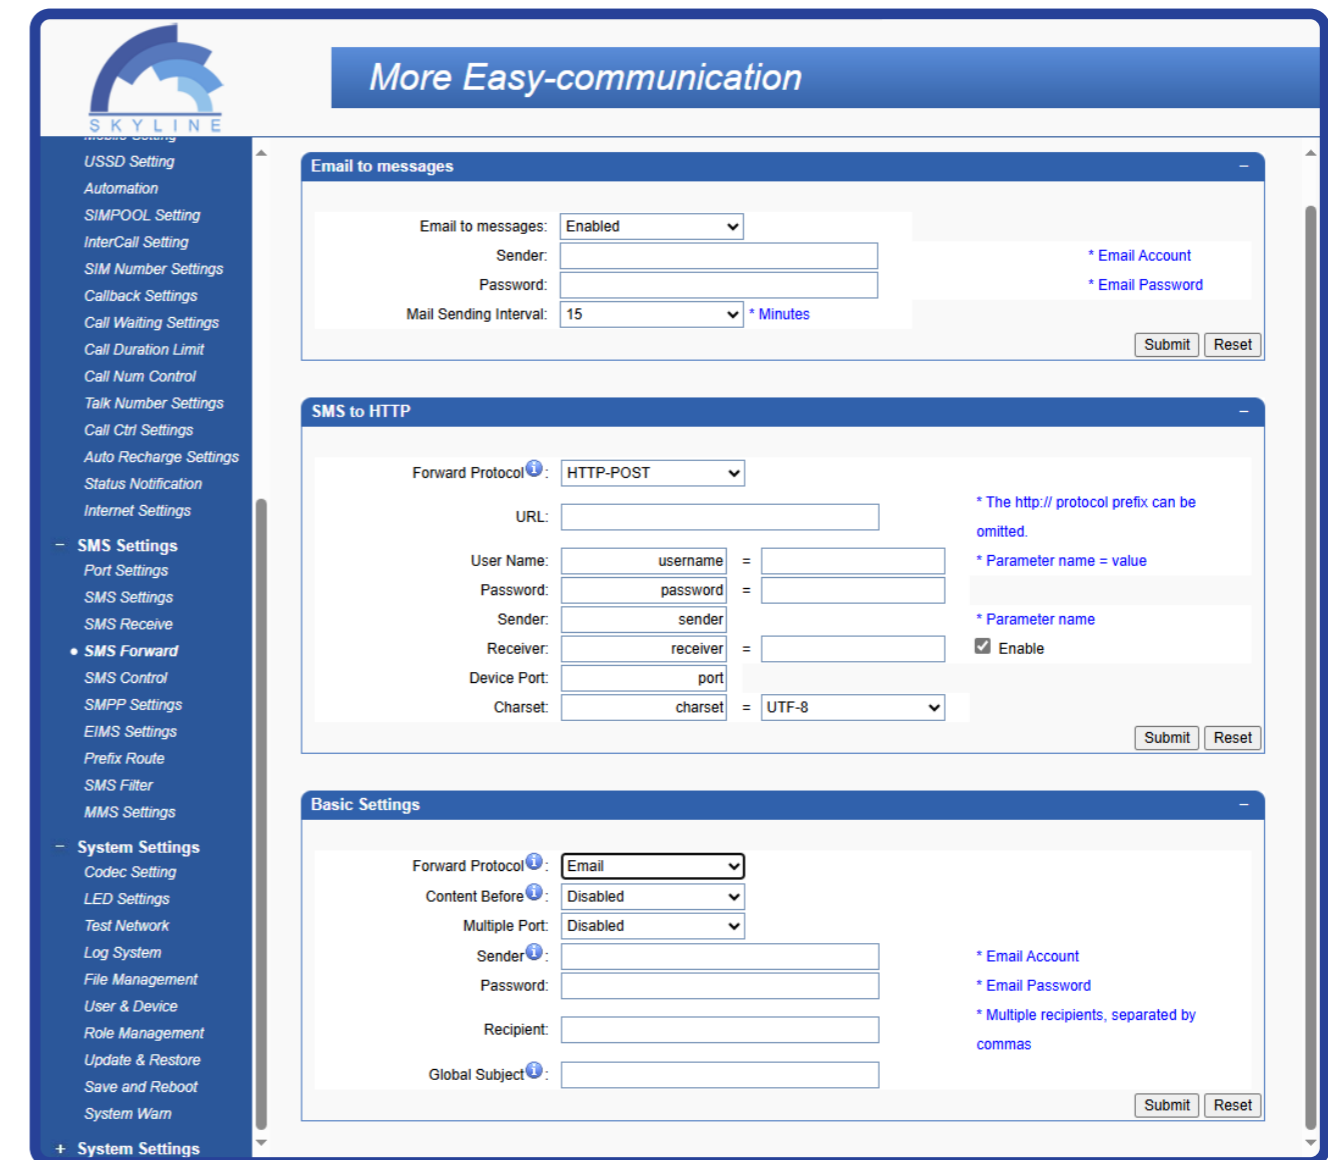 SKYLINE
More Easy-communication
Mobile Setting
USSD Setting
Automation
SIMPOOL Setting
InterCall Setting
SIM Number Settings
Callback Settings
Call Waiting Settings
Call Duration Limit
Call Num Control
Talk Number Settings
Call Ctrl Settings
Auto Recharge Settings
Status Notification
Internet Settings
− SMS Settings
Port Settings
SMS Settings
SMS Receive
• SMS Forward
SMS Control
SMPP Settings
EIMS Settings
Prefix Route
SMS Filter
MMS Settings
− System Settings
Codec Setting
LED Settings
Test Network
Log System
File Management
User & Device
Role Management
Update & Restore
Save and Reboot
System Warn
+ System Settings
Email to messages −
Email to messages: Enabled
Sender: * Email Account
Password: * Email Password
Mail Sending Interval: 15 * Minutes
Submit Reset
SMS to HTTP −
Forward Protocol i : HTTP-POST
URL: * The http:// protocol prefix can be
omitted.
User Name: username = * Parameter name = value
Password: password =
Sender: sender * Parameter name
Receiver: receiver = Enable
Device Port: port
Charset: charset = UTF-8
Submit Reset
Basic Settings −
Forward Protocol i : Email
Content Before i : Disabled
Multiple Port: Disabled
Sender i : * Email Account
Password: * Email Password
Recipient: * Multiple recipients, separated by
commas
Global Subject i :
Submit Reset